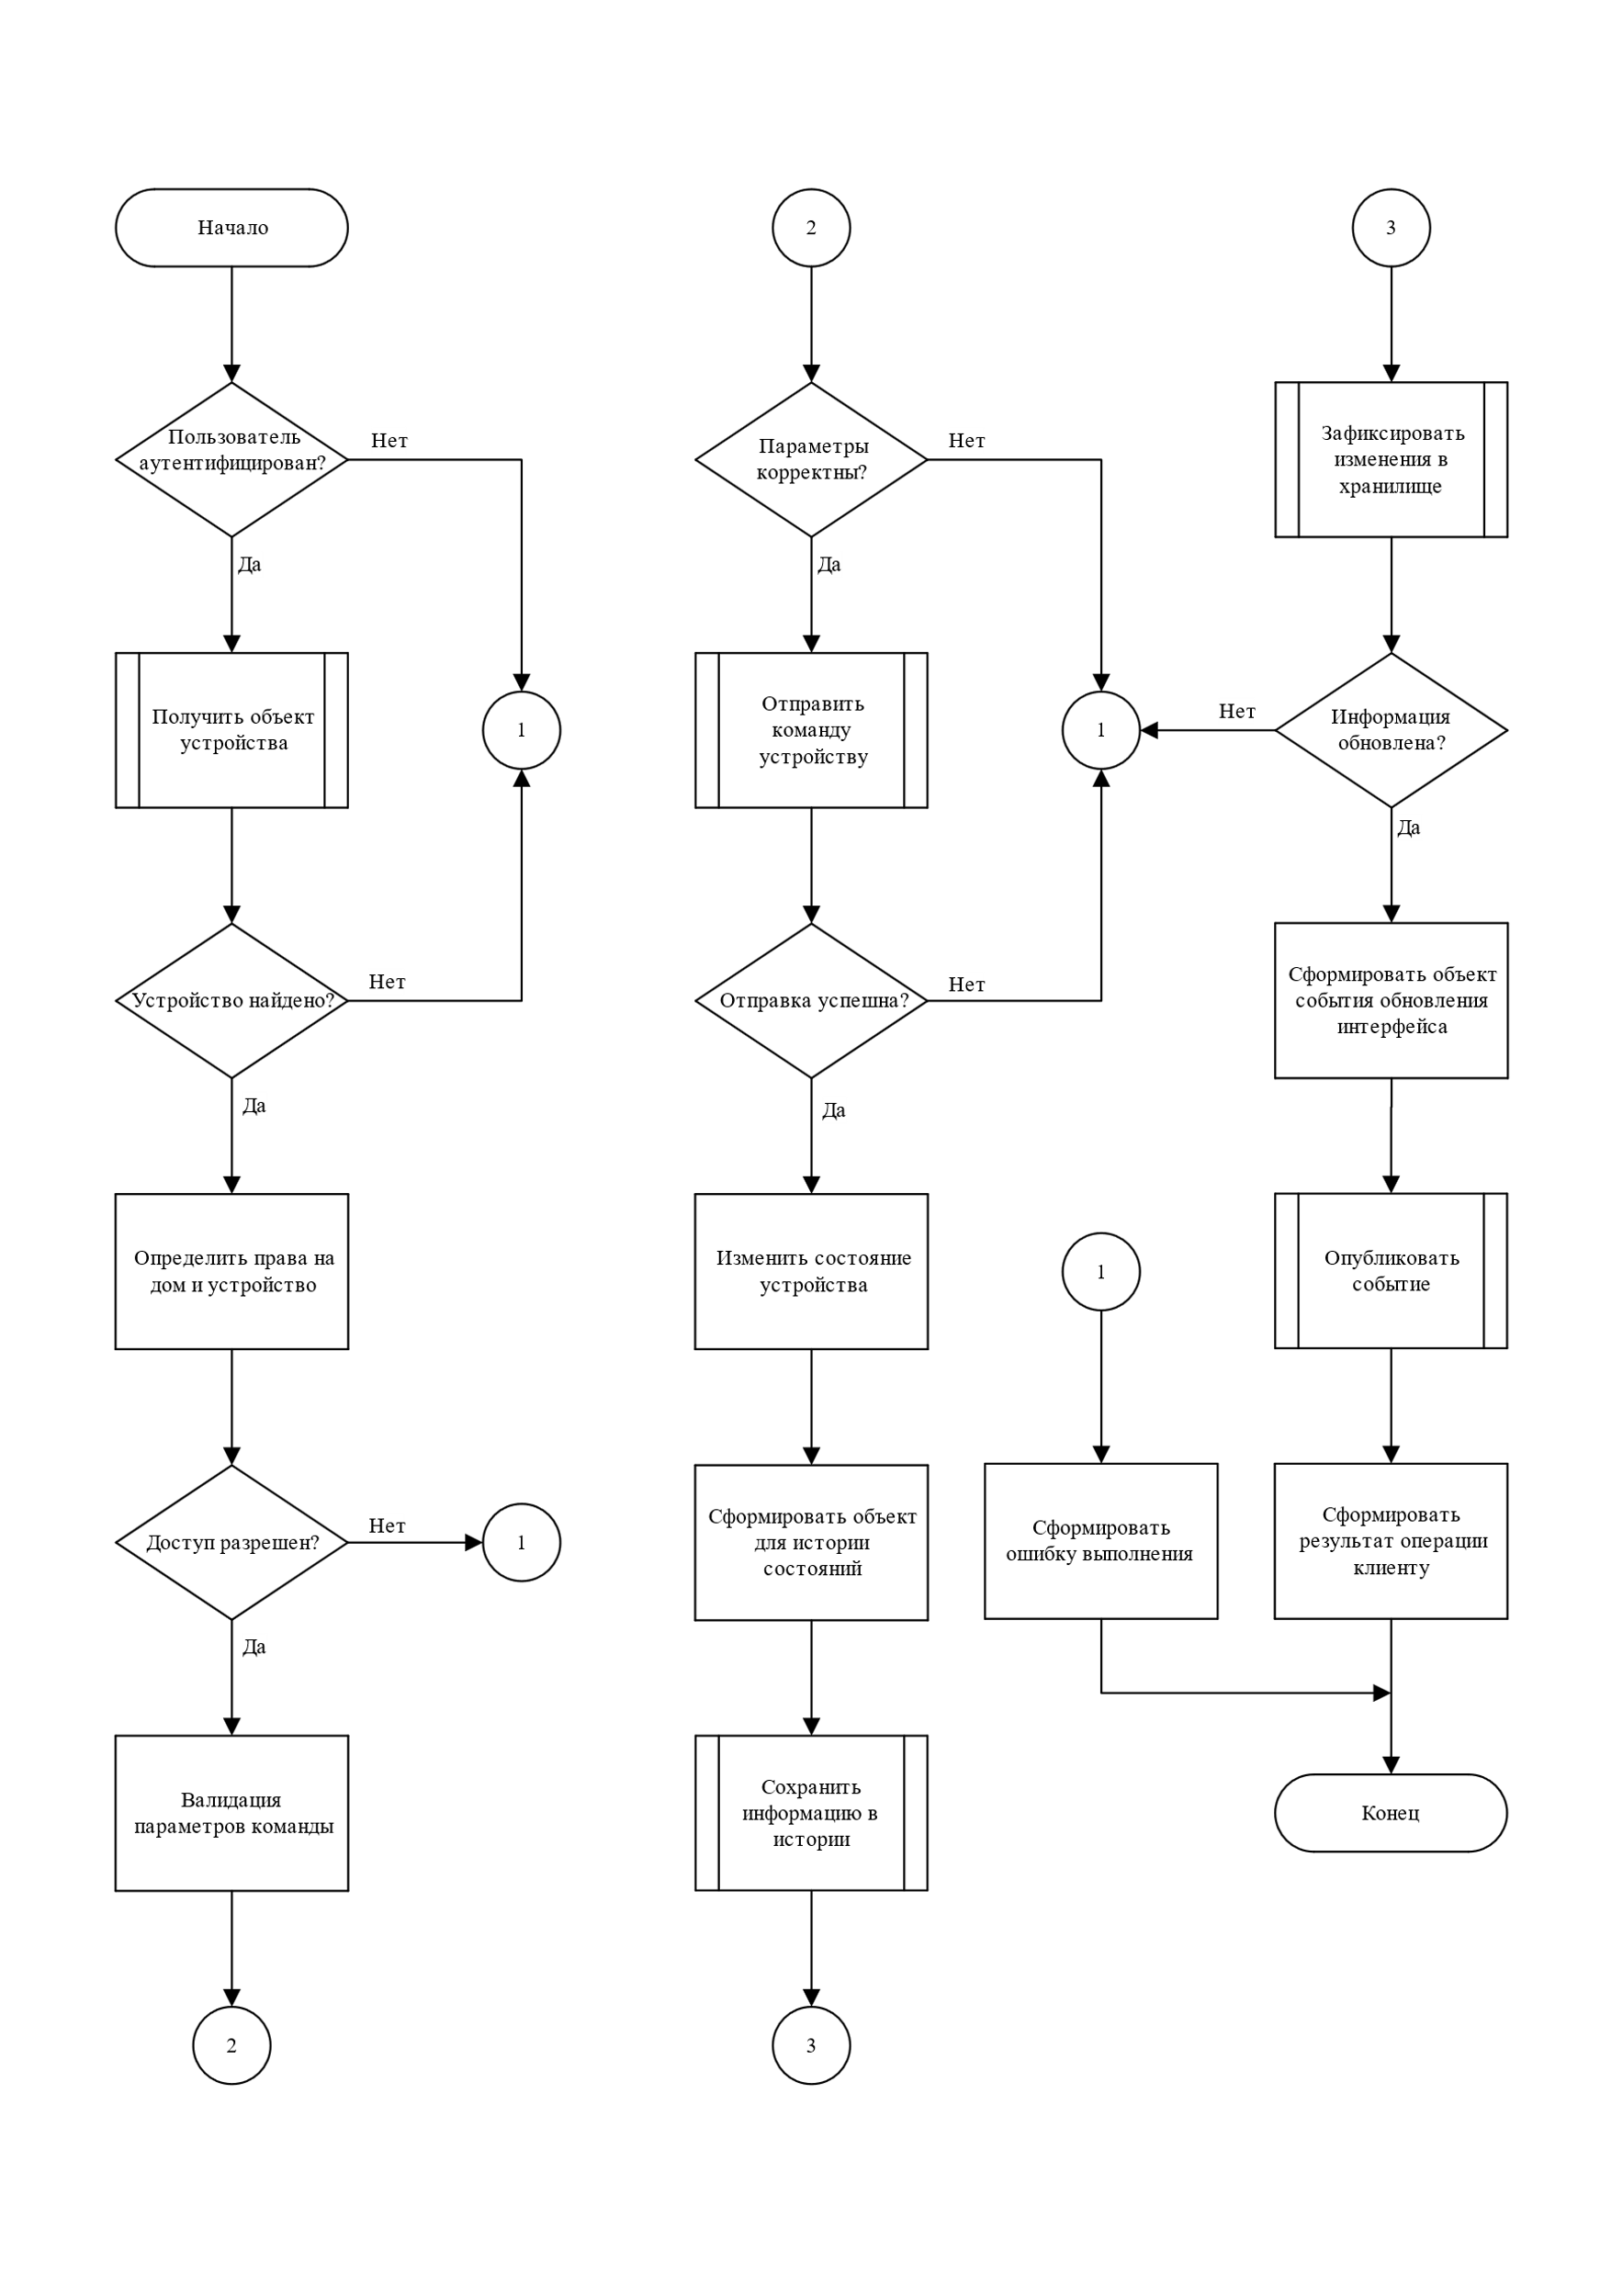 Начало
Пользователь
аутентифицирован?
Нет
Да
Получить объект
устройства
1
Устройство найдено?
Нет
Да
Определить права на
дом и устройство
Доступ разрешен?
Нет
1
Да
Валидация
параметров команды
2
2
Параметры
корректны?
Нет
Да
Отправить
команду
устройству
1
Отправка успешна?
Нет
Да
Изменить состояние
устройства
Сформировать объект
для истории
состояний
Сохранить
информацию в
истории
3
1
Сформировать
ошибку выполнения
3
Зафиксировать
изменения в
хранилище
Информация
обновлена?
Нет
Да
Сформировать объект
события обновления
интерфейса
Опубликовать
событие
Сформировать
результат операции
клиенту
Конец